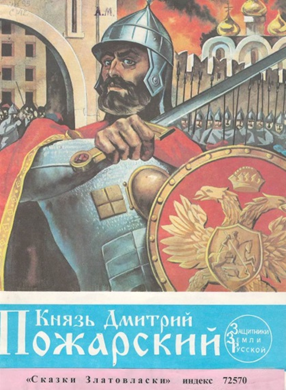 А.М.
Князь Дмитрий
Пожарский
Защитники
Земли
Русской
«Сказки Златовласки» индекс 72570